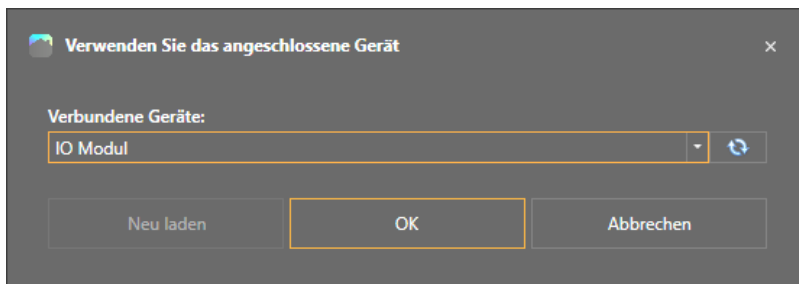 Verwenden Sie das angeschlossene Gerät
Verbundene Geräte:
IO Modul
Neu laden
OK
Abbrechen